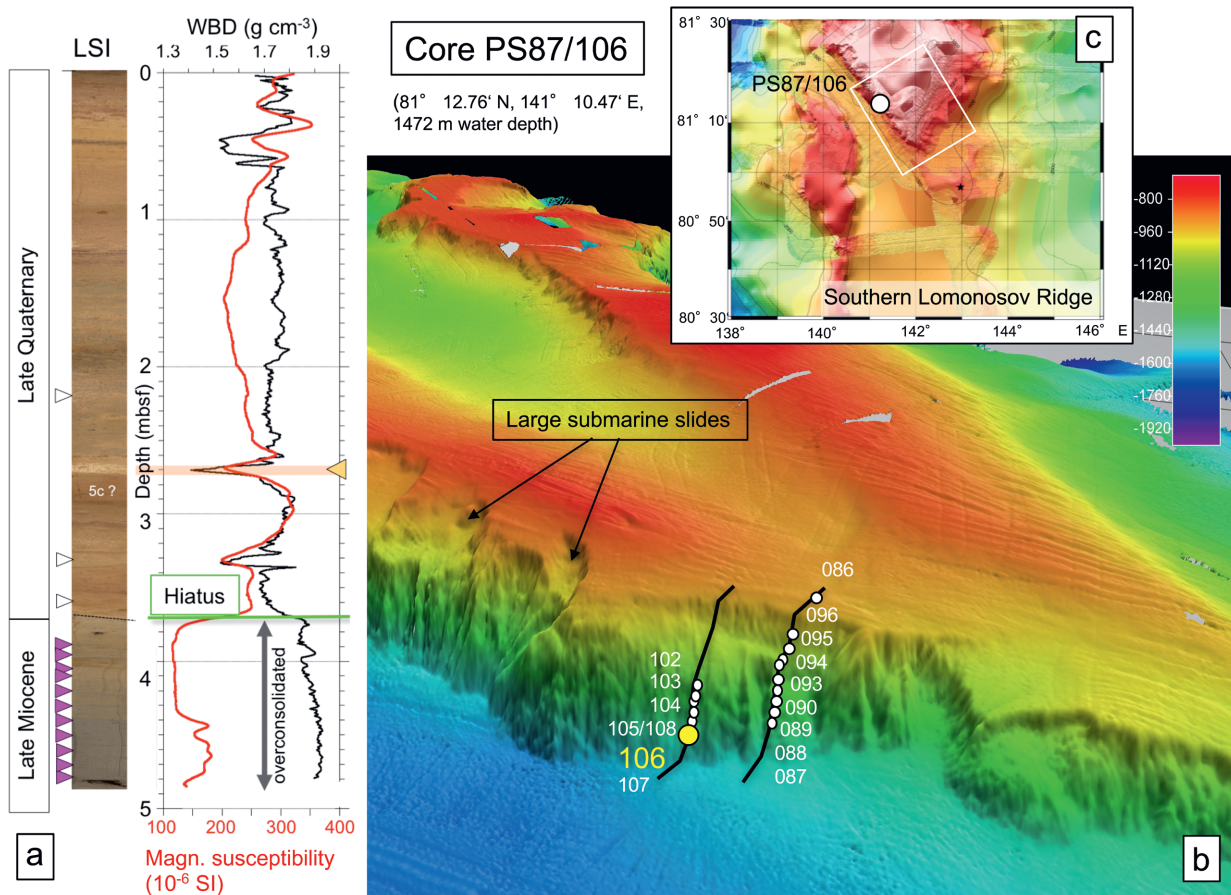 WBD (g cm-3)
1.3 1.5 1.7 1.9
LSI
Late Quaternary
Late Miocene
Depth (mbsf)
0
1
2
3
4
5
5c ?
Hiatus
overconsolidated
100 200 300 400
Magn. susceptibility
(10-6 SI)
a
Core PS87/106
(81° 12.76‘ N, 141° 10.47‘ E,
1472 m water depth)
Large submarine slides
086
096
095
094
093
090
089
088
087
102
103
104
105/108
106
107
b
81° 30'
81° 10'
80° 50'
80° 30'
138° 140° 142° 144° 146° E
PS87/106
Southern Lomonosov Ridge
c
-800
-960
-1120
-1280
-1440
-1600
-1760
-1920